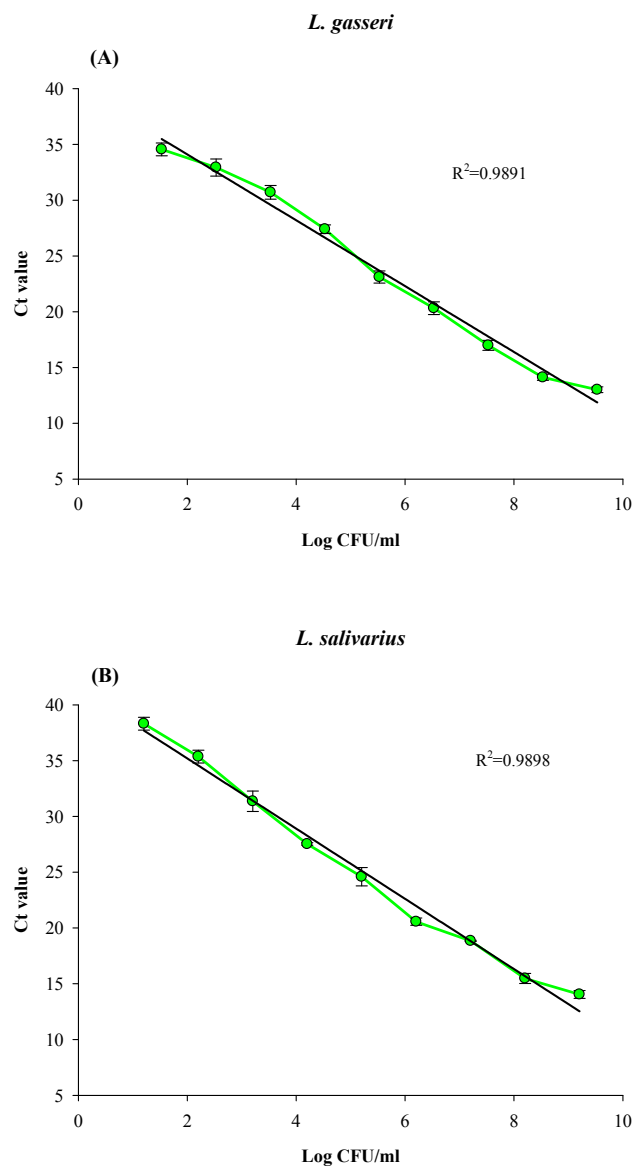 L. gasseri
(A)
40
35
30
25
20
15
10
5
Ct value
R²=0.9891
0 2 4 6 8 10
Log CFU/ml
L. salivarius
(B)
40
35
30
25
20
15
10
5
Ct value
R²=0.9898
0 2 4 6 8 10
Log CFU/ml